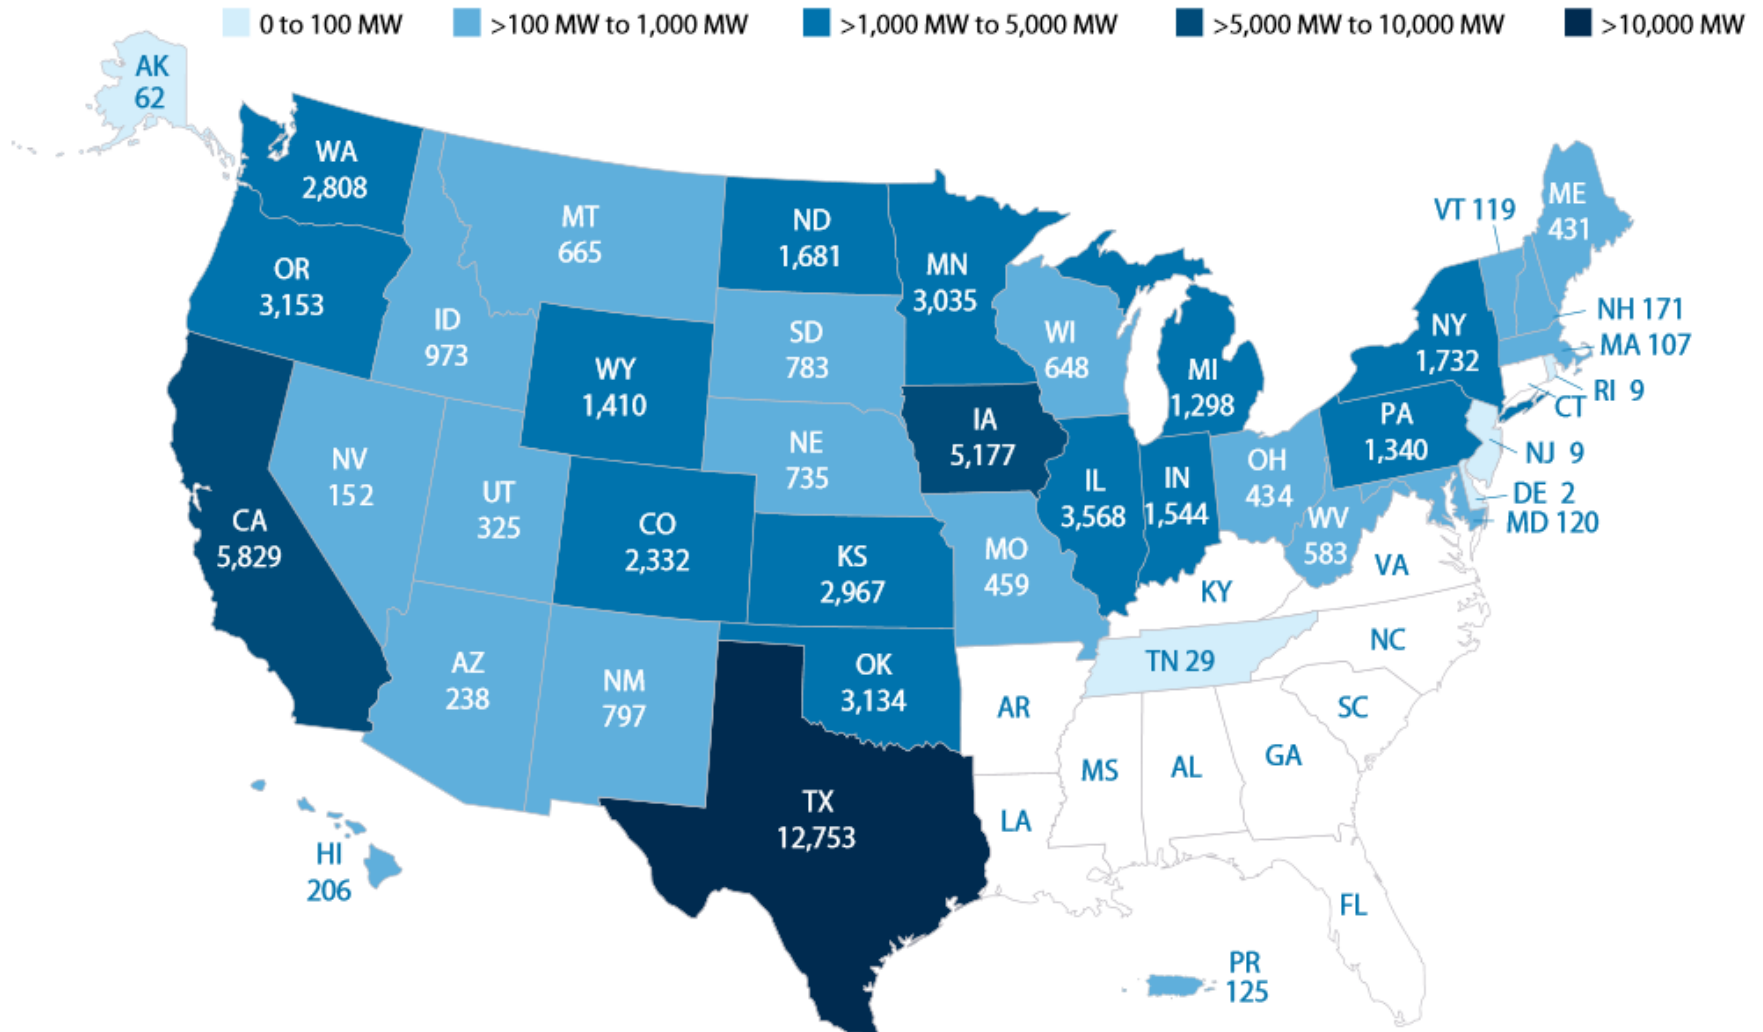 0 to 100 MW
>100 MW to 1,000 MW
>1,000 MW to 5,000 MW
>5,000 MW to 10,000 MW
>10,000 MW
AK
62
WA
2,808
OR
3,153
CA
5,829
ID
973
NV
152
MT
665
WY
1,410
UT
325
AZ
238
CO
2,332
NM
797
ND
1,681
SD
783
NE
735
KS
2,967
OK
3,134
TX
12,753
MN
3,035
IA
5,177
MO
459
AR
LA
WI
648
IL
3,568
MI
1,298
IN
1,544
OH
434
KY
TN 29
MS
AL
GA
FL
SC
NC
VA
WV
583
PA
1,340
NY
1,732
VT 119
ME
431
NH 171
MA 107
RI 9
CT
NJ 9
DE 2
MD 120
HI
206
PR
125